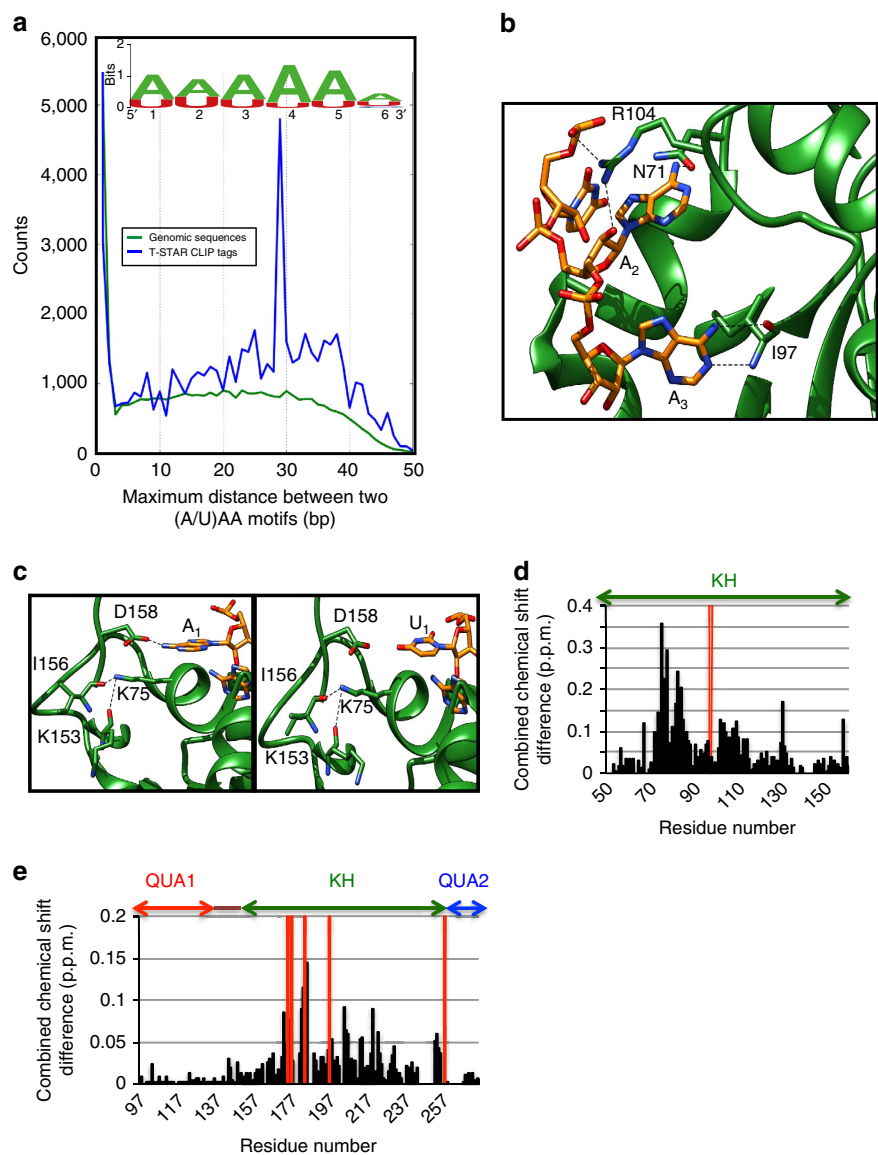 a
6,000
5,000
4,000
3,000
2,000
1,000
0
Counts
2
1
0
Bits
A A A A A A
5′ 1 2 3 4 5 6 3′
Genomic sequences
T-STAR CLIP tags
0 10 20 30 40 50
Maximum distance between two
(A/U)AA motifs (bp)
b
R104
N71
A2
I97
A3
c
D158
A1
I156
K75
K153
D158
U1
I156
K75
K153
d
KH
0.4
0.3
0.2
0.1
0
Combined chemical shift
difference (p.p.m.)
50 70 90 110 130 150
Residue number
e
QUA1 KH QUA2
0.2
0.15
0.1
0.05
0
Combined chemical shift
difference (p.p.m.)
97 117 137 157 177 197 217 237 257
Residue number